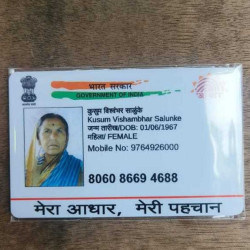 भारत सरकार
GOVERNMENT OF INDIA
कुसुम विश्वंभर साळुंके
Kusum Vishambhar Salunke
जन्म तारीख/DOB: 01/06/1967
महिला/ FEMALE
Mobile No: 9764926000
8060 8669 4688
मेरा आधार, मेरी पहचान